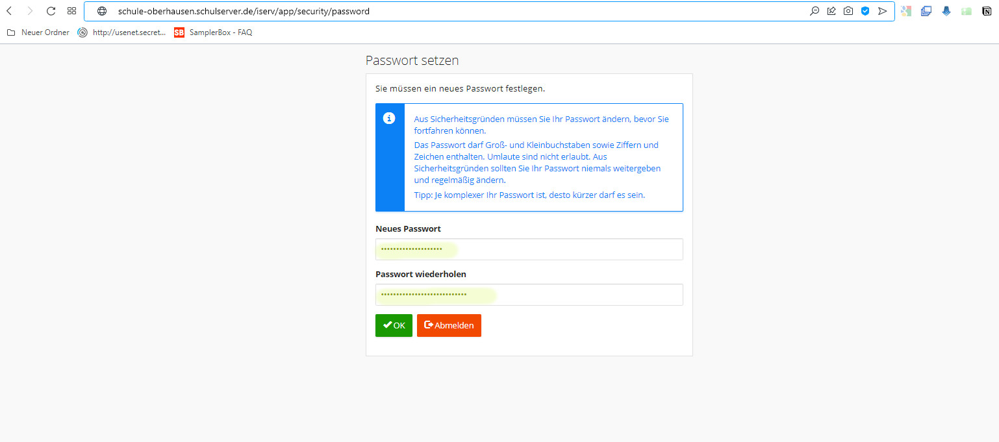 schule-oberhausen.schulserver.de/iserv/app/security/password
Neuer Ordner http://usenet.secret... SB SamplerBox - FAQ
Passwort setzen
Sie müssen ein neues Passwort festlegen.
Aus Sicherheitsgründen müssen Sie Ihr Passwort ändern, bevor Sie
fortfahren können.
Das Passwort darf Groß- und Kleinbuchstaben sowie Ziffern und
Zeichen enthalten. Umlaute sind nicht erlaubt. Aus
Sicherheitsgründen sollten Sie Ihr Passwort niemals weitergeben
und regelmäßig ändern.
Tipp: Je komplexer Ihr Passwort ist, desto kürzer darf es sein.
Neues Passwort
••••••••••••••••••••
Passwort wiederholen
••••••••••••••••••••••••••••
OK Abmelden